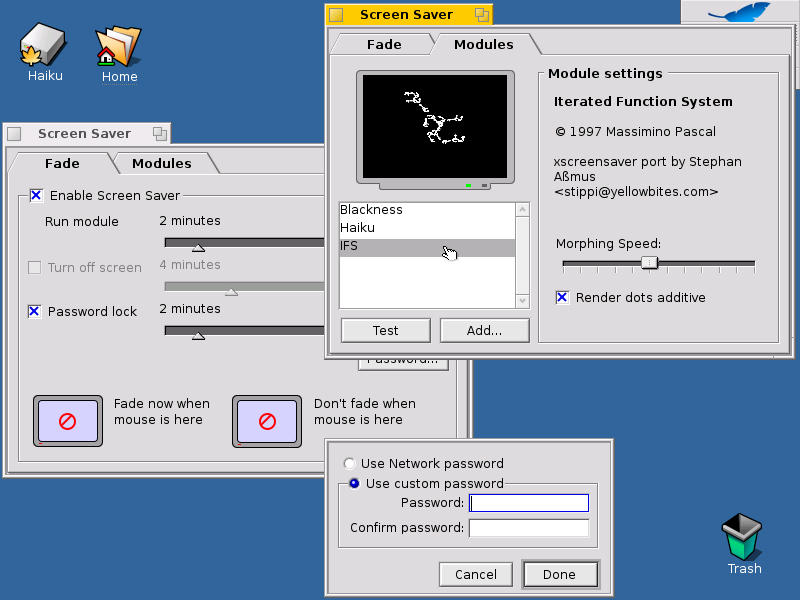 Haiku
Home
Screen Saver
Fade
Modules
Blackness
Haiku
IFS
Test
Add...
Module settings
Iterated Function System
© 1997 Massimino Pascal
xscreensaver port by Stephan
Aßmus
<stippi@yellowbites.com>
Morphing Speed:
Render dots additive
Screen Saver
Fade
Modules
Enable Screen Saver
Run module
2 minutes
Turn off screen
4 minutes
Password lock
2 minutes
Password...
Fade now when
mouse is here
Don't fade when
mouse is here
Use Network password
Use custom password
Password:
Confirm password:
Cancel
Done
Trash